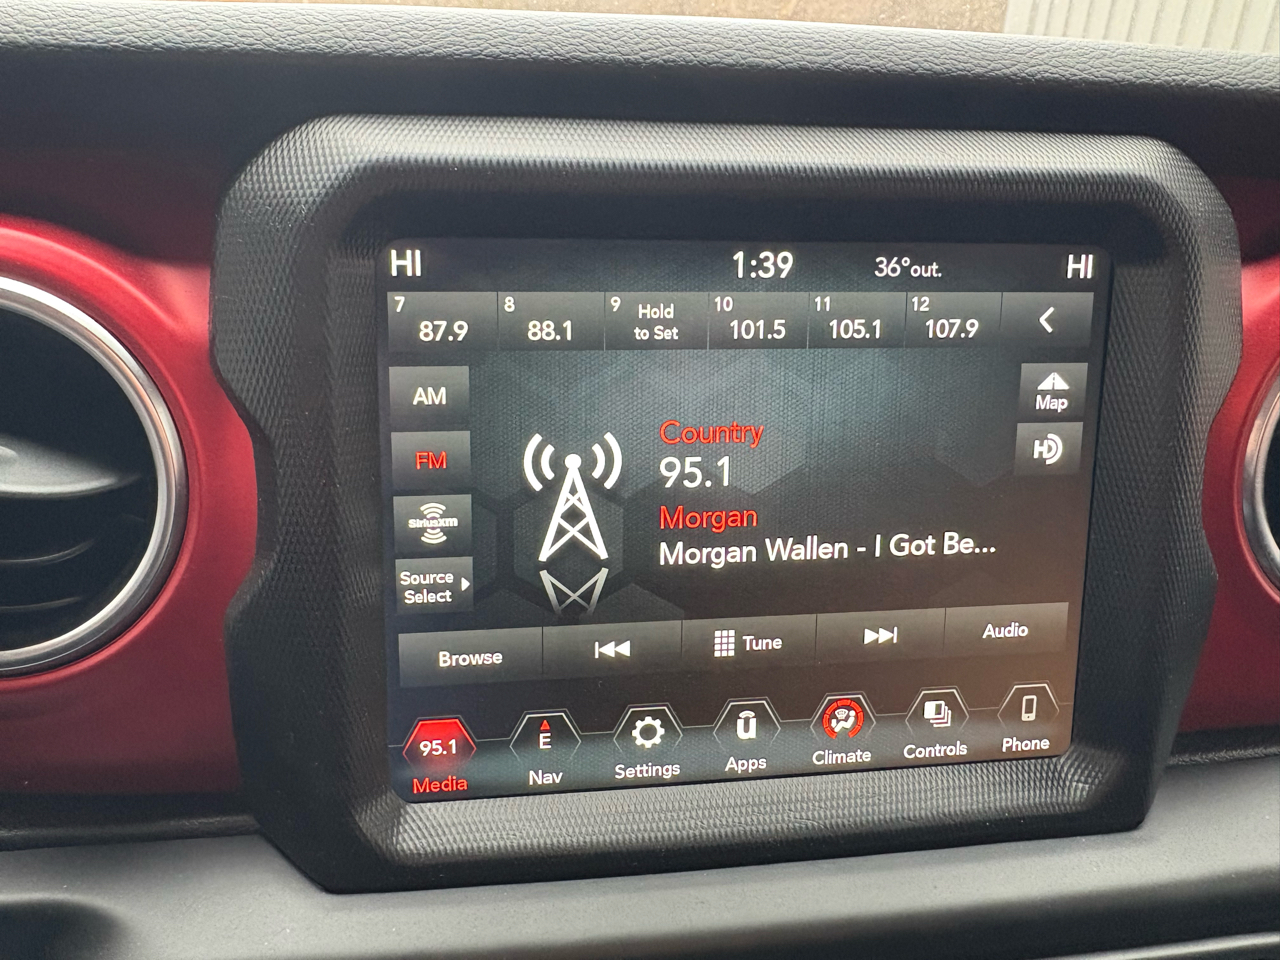 HI 1:39 36°out. HI
7 8 9 10 11 12
87.9 88.1 Hold to Set 101.5 105.1 107.9
AM
FM
SiriusXM
Source
Select
Map
HD
Country
95.1
Morgan
Morgan Wallen - I Got Be...
Browse Tune Audio
95.1 E
Media Nav Settings Apps Climate Controls Phone